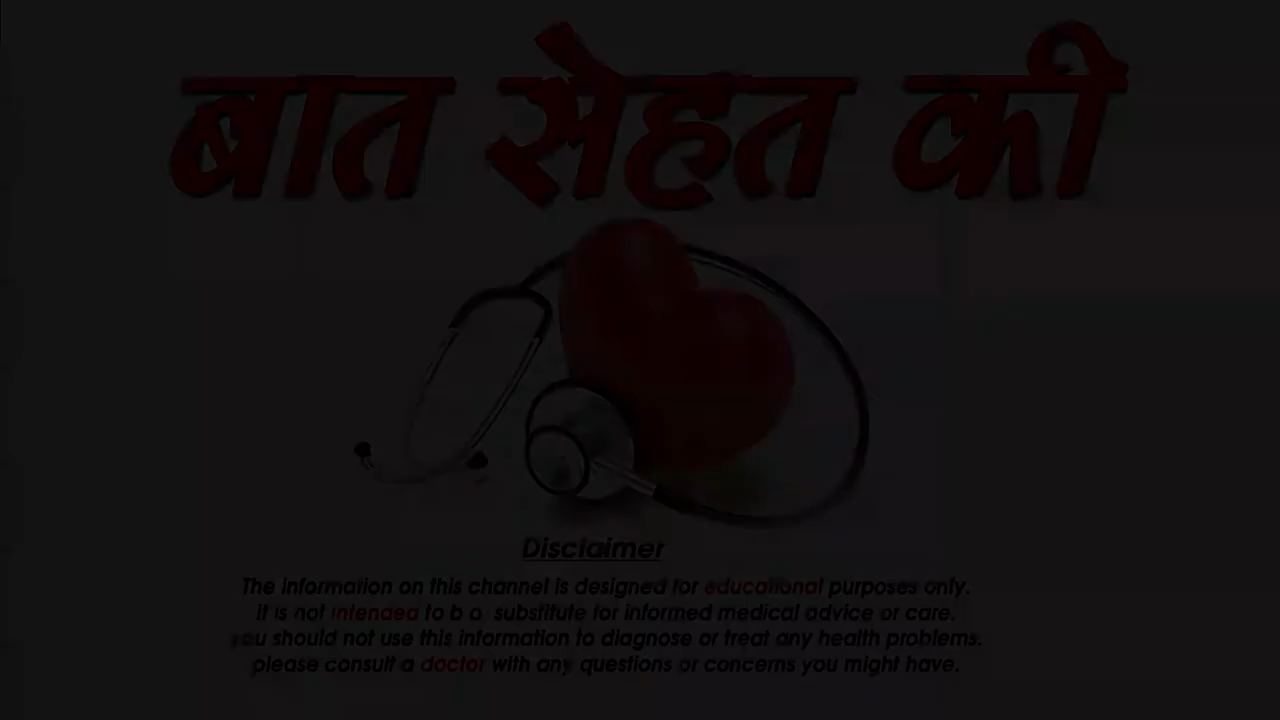 बात सेहत की
Disclaimer
The information on this channel is designed for educational purposes only.
it is not intended to b a substitute for informed medical advice or care.
you should not use this information to diagnose or treat any health problems.
please consult a doctor with any questions or concerns you might have.